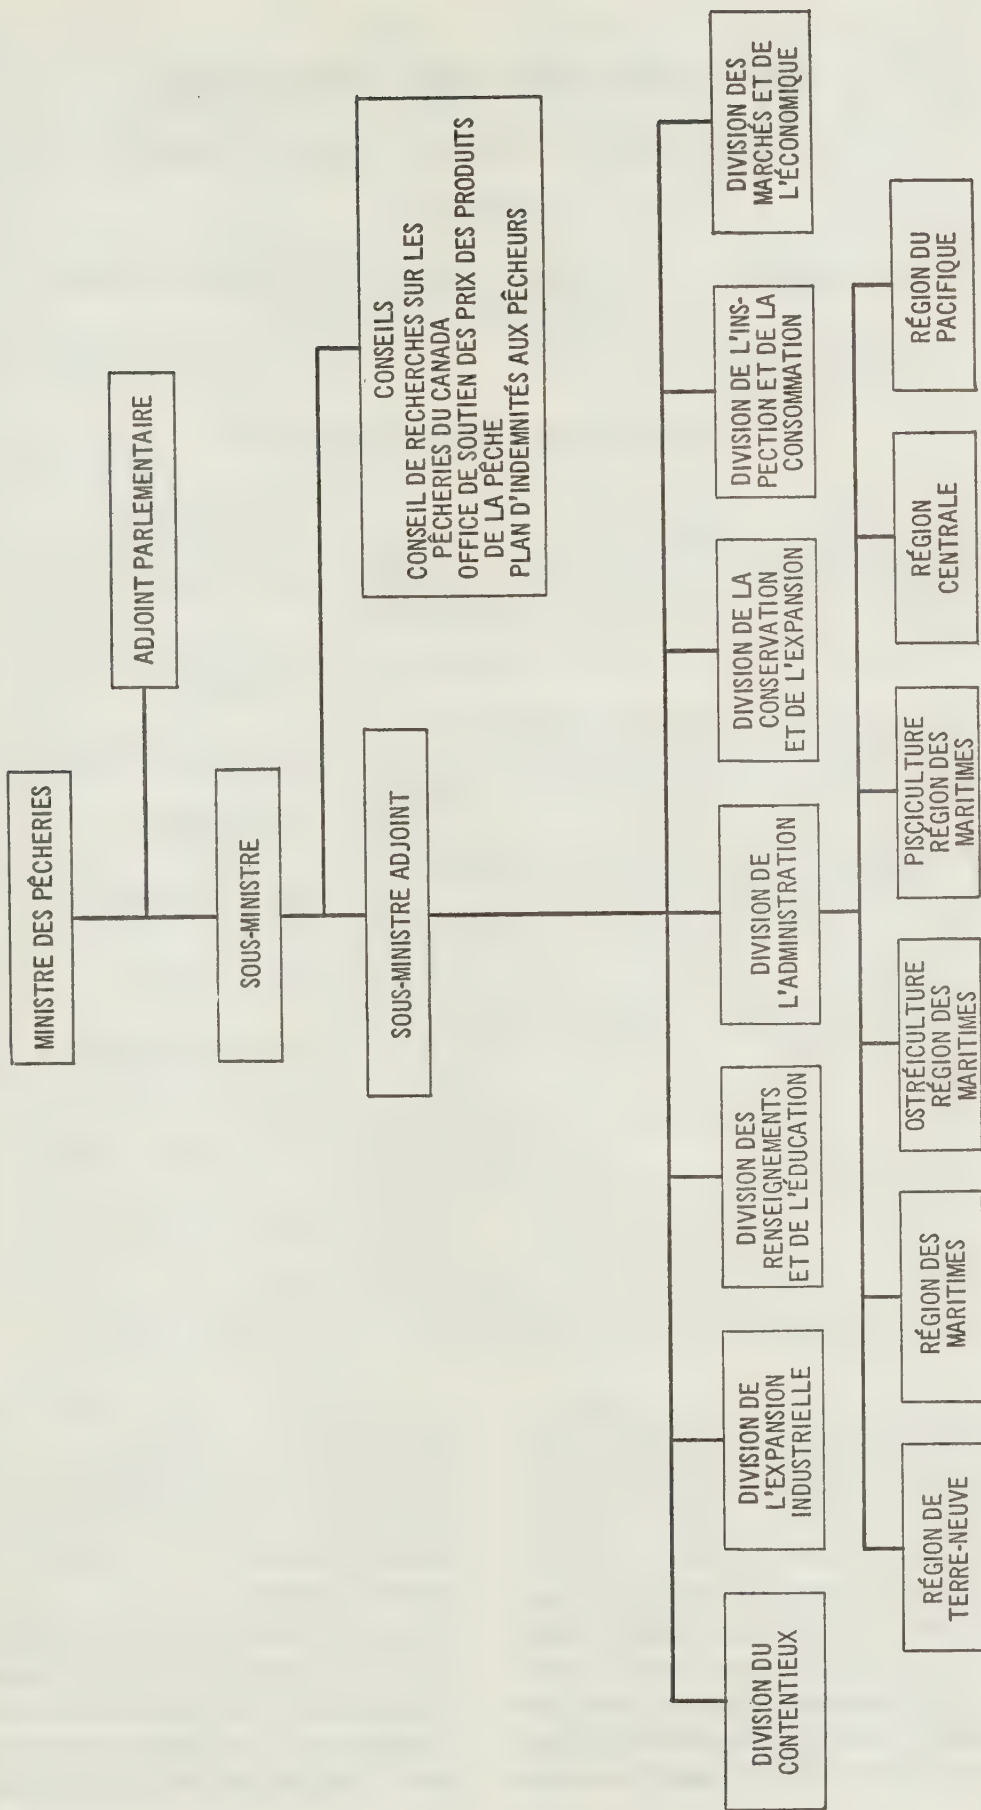 MINISTRE DES PÊCHERIES
ADJOINT PARLEMENTAIRE
SOUS-MINISTRE
CONSEILS
CONSEIL DE RECHERCHES SUR LES
PÊCHERIES DU CANADA
OFFICE DE SOUTIEN DES PRIX DES PRODUITS
DE LA PÊCHE
PLAN D'INDEMNITÉS AUX PÊCHEURS
SOUS-MINISTRE ADJOINT
DIVISION DU
CONTENTIEUX
DIVISION DE
L'EXPANSION
INDUSTRIELLE
DIVISION DES
RENSEIGNEMENTS
ET DE L'ÉDUCATION
DIVISION DE
L'ADMINISTRATION
DIVISION DE LA
CONSERVATION
ET DE L'EXPANSION
DIVISION DE L'INS-
PECTION ET DE LA
CONSOMMATION
DIVISION DES
MARCHÉS ET DE
L'ÉCONOMIQUE
RÉGION DE
TERRE-NEUVE
RÉGION DES
MARITIMES
OSTRÉICULTURE
RÉGION DES
MARITIMES
PISCICULTURE
RÉGION DES
MARITIMES
RÉGION
CENTRALE
RÉGION DU
PACIFIQUE